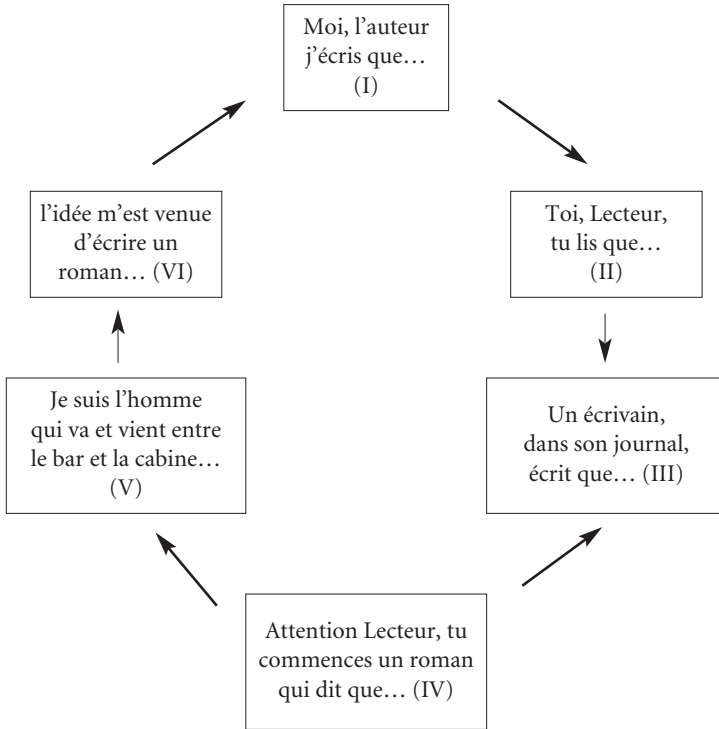 Moi, l’auteur
j’écris que…
(I)
Toi, Lecteur,
tu lis que…
(II)
Un écrivain,
dans son journal,
écrit que… (III)
Attention Lecteur, tu
commences un roman
qui dit que… (IV)
Je suis l’homme
qui va et vient entre
le bar et la cabine…
(V)
l’idée m’est venue
d’écrire un
roman… (VI)